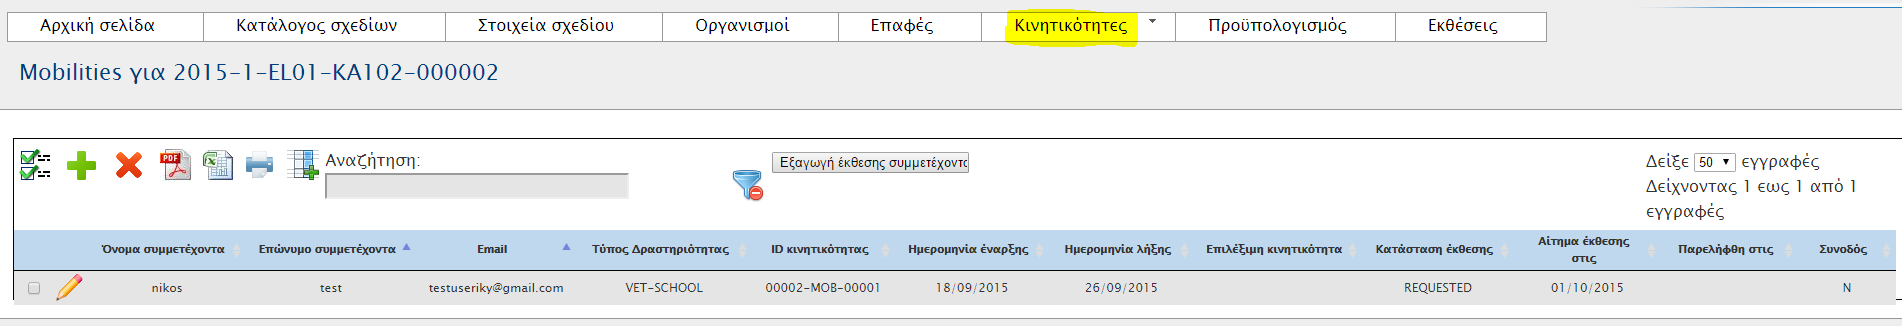 Αρχική σελίδα Κατάλογος σχεδίων Στοιχεία σχεδίου Οργανισμοί Επαφές Κινητικότητες Προϋπολογισμός Εκθέσεις
Mobilities για 2015-1-EL01-KA102-000002
PDF
Αναζήτηση:
Εξαγωγή έκθεσης συμμετέχοντα
Δείξε 50 εγγραφές
Δείχνοντας 1 εως 1 από 1
εγγραφές
Όνομα συμμετέχοντα Επώνυμο συμμετέχοντα Email Τύπος Δραστηριότητας ID κινητικότητας Ημερομηνία έναρξης Ημερομηνία λήξης Επιλέξιμη κινητικότητα Κατάσταση έκθεσης Αίτημα έκθεσης στις Παρελήφθη στις Συνοδός
nikos test testuseriky@gmail.com VET-SCHOOL 00002-MOB-00001 18/09/2015 26/09/2015 REQUESTED 01/10/2015 N